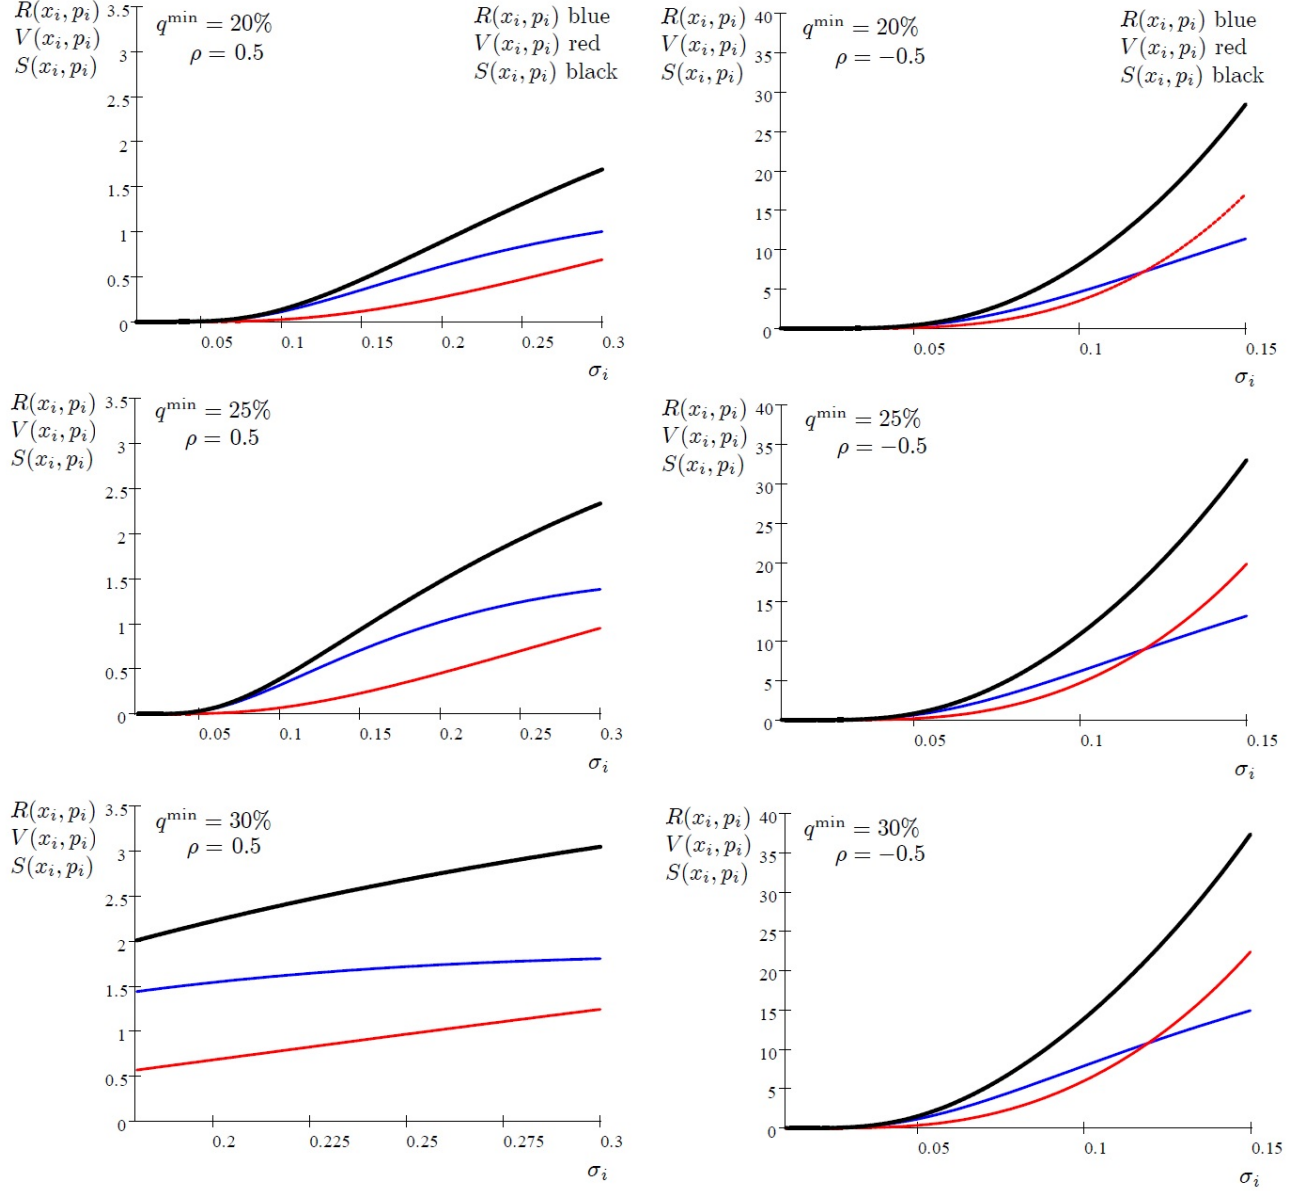 R(x_i, p_i)
V(x_i, p_i)
S(x_i, p_i)
3.5
3
2.5
2
1.5
1
0.5
0
q^min = 20%
ρ = 0.5
R(x_i, p_i) blue
V(x_i, p_i) red
S(x_i, p_i) black
0.05 0.1 0.15 0.2 0.25 0.3
σ_i
R(x_i, p_i)
V(x_i, p_i)
S(x_i, p_i)
40
35
30
25
20
15
10
5
0
q^min = 20%
ρ = −0.5
R(x_i, p_i) blue
V(x_i, p_i) red
S(x_i, p_i) black
0.05 0.1 0.15
σ_i
R(x_i, p_i)
V(x_i, p_i)
S(x_i, p_i)
3.5
3
2.5
2
1.5
1
0.5
0
q^min = 25%
ρ = 0.5
0.05 0.1 0.15 0.2 0.25 0.3
σ_i
R(x_i, p_i)
V(x_i, p_i)
S(x_i, p_i)
40
35
30
25
20
15
10
5
0
q^min = 25%
ρ = −0.5
0.05 0.1 0.15
σ_i
R(x_i, p_i)
V(x_i, p_i)
S(x_i, p_i)
3.5
3
2.5
2
1.5
1
0.5
0
q^min = 30%
ρ = 0.5
0.2 0.225 0.25 0.275 0.3
σ_i
R(x_i, p_i)
V(x_i, p_i)
S(x_i, p_i)
40
35
30
25
20
15
10
5
0
q^min = 30%
ρ = −0.5
0.05 0.1 0.15
σ_i